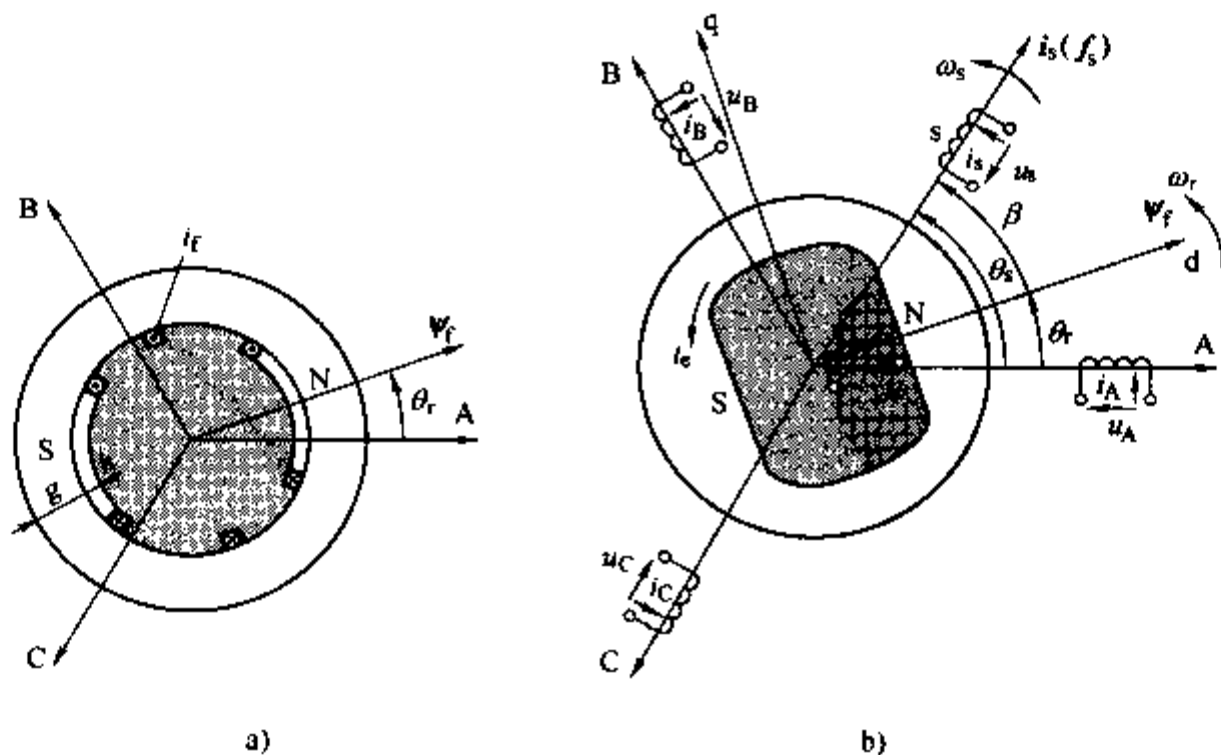 B
i_f
ψ_f
N
θ_r
A
S
g
C
a)
q
B
u_B
i_B
ω_s
i_s(f_s)
s
i_s
u_s
β
ω_r
ψ_f
d
θ_s
N
θ_r
i_e
S
A
i_A
u_A
u_C
i_C
C
b)